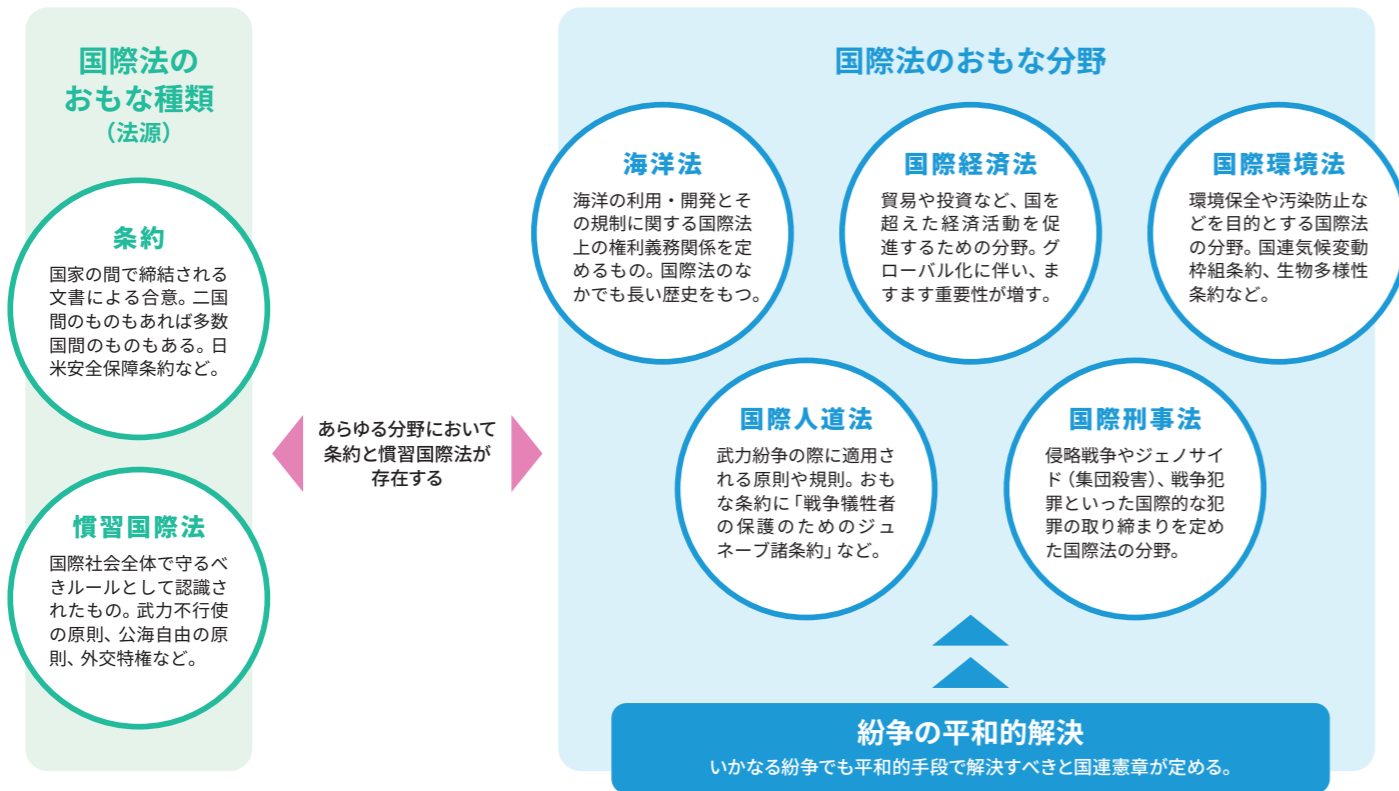 国際法の
おもな種類
（法源）
条約
国家の間で締結される
文書による合意。二国
間のものもあれば多数
国間のものもある。日
米安全保障条約など。
慣習国際法
国際社会全体で守るべ
きルールとして認識さ
れたもの。武力不行使
の原則、公海自由の原
則、外交特権など。
あらゆる分野において
条約と慣習国際法が
存在する
国際法のおもな分野
海洋法
海洋の利用・開発とそ
の規制に関する国際法
上の権利義務関係を定
めるもの。国際法のな
かでも長い歴史をもつ。
国際経済法
貿易や投資など、国を
超えた経済活動を促
進するための分野。グ
ローバル化に伴い、ま
すます重要性が増す。
国際環境法
環境保全や汚染防止な
どを目的とする国際法
の分野。国連気候変動
枠組条約、生物多様性
条約など。
国際人道法
武力紛争の際に適用さ
れる原則や規則。おも
な条約に「戦争犠牲者
の保護のためのジュ
ネーブ諸条約」など。
国際刑事法
侵略戦争やジェノサイ
ド（集団殺害）、戦争犯
罪といった国際的な犯
罪の取り締まりを定め
た国際法の分野。
紛争の平和的解決
いかなる紛争でも平和的手段で解決すべきと国連憲章が定める。